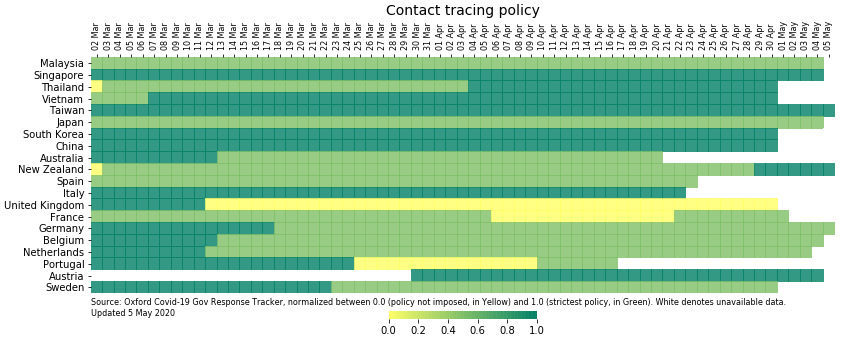 Contact tracing policy
02 Mar
03 Mar
04 Mar
05 Mar
06 Mar
07 Mar
08 Mar
09 Mar
10 Mar
11 Mar
12 Mar
13 Mar
14 Mar
15 Mar
16 Mar
17 Mar
18 Mar
19 Mar
20 Mar
21 Mar
22 Mar
23 Mar
24 Mar
25 Mar
26 Mar
27 Mar
28 Mar
29 Mar
30 Mar
31 Mar
01 Apr
02 Apr
03 Apr
04 Apr
05 Apr
06 Apr
07 Apr
08 Apr
09 Apr
10 Apr
11 Apr
12 Apr
13 Apr
14 Apr
15 Apr
16 Apr
17 Apr
18 Apr
19 Apr
20 Apr
21 Apr
22 Apr
23 Apr
24 Apr
25 Apr
26 Apr
27 Apr
28 Apr
29 Apr
30 Apr
01 May
02 May
03 May
04 May
05 May
Malaysia
Singapore
Thailand
Vietnam
Taiwan
Japan
South Korea
China
Australia
New Zealand
Spain
Italy
United Kingdom
France
Germany
Belgium
Netherlands
Portugal
Austria
Sweden
Source: Oxford Covid-19 Gov Response Tracker, normalized between 0.0 (policy not imposed, in Yellow) and 1.0 (strictest policy, in Green). White denotes unavailable data.
Updated 5 May 2020
0.0 0.2 0.4 0.6 0.8 1.0